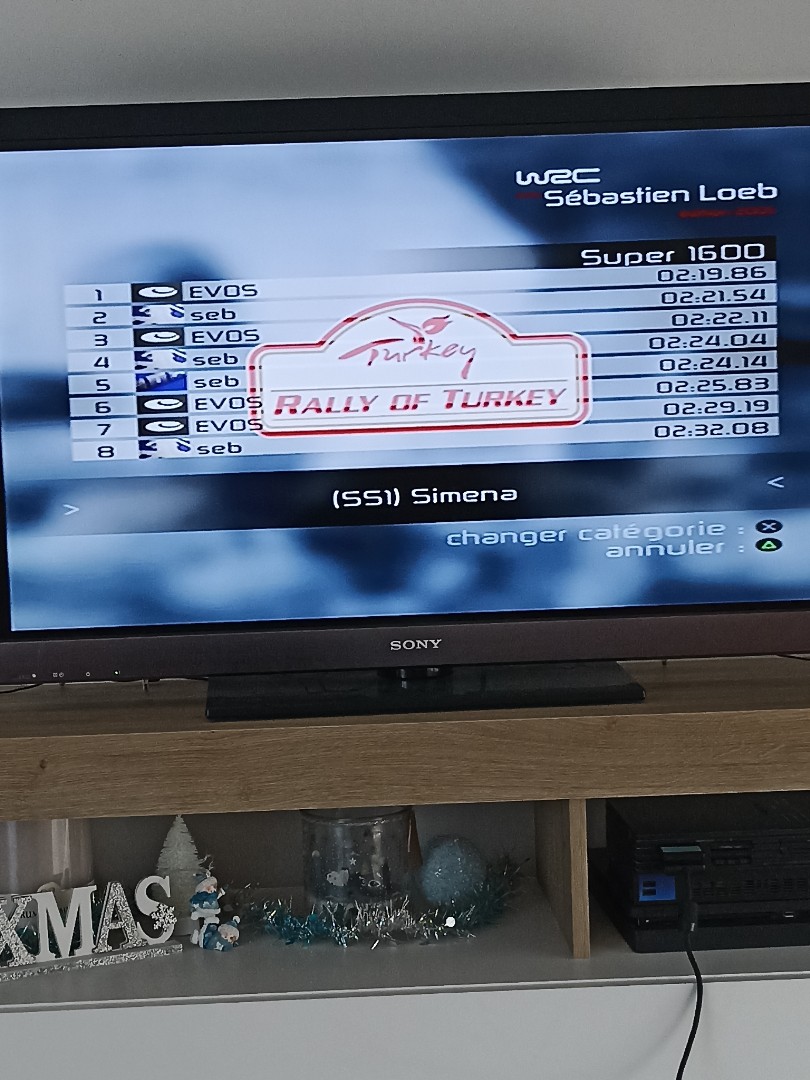 WRC
Sébastien Loeb
Super 1600
1 EVOS 02:19.86
2 seb 02:21.54
3 EVOS 02:22.11
4 seb 02:24.04
5 seb 02:24.14
6 EVOS 02:25.83
7 EVOS 02:29.19
8 seb 02:32.08
Turkey
RALLY OF TURKEY
> (SS1) Simena <
changer catégorie :
annuler :
SONY
XMAS